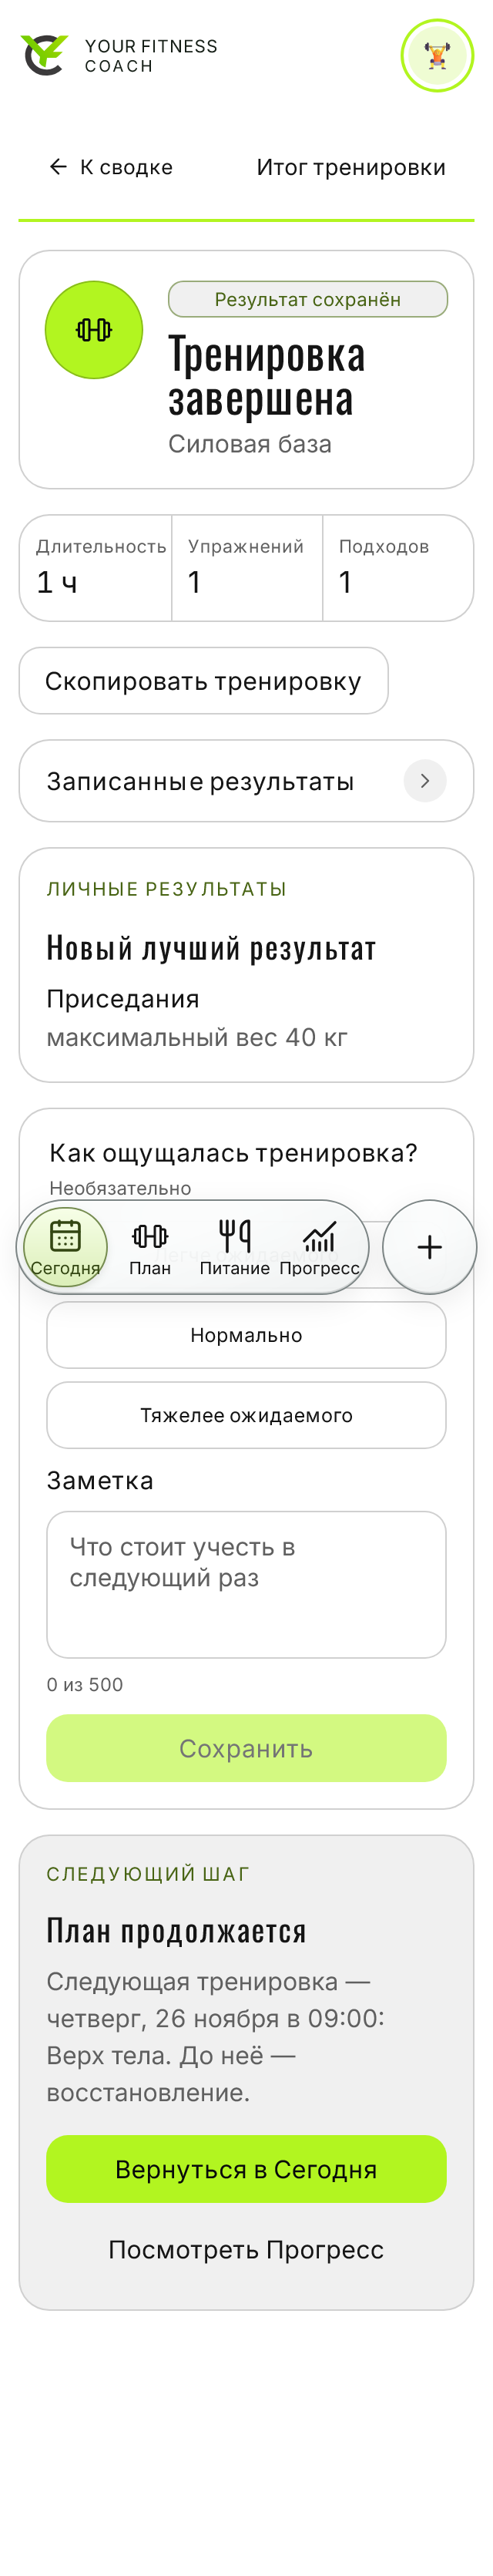 YOUR FITNESS
COACH
К сводке
Итог тренировки
Результат сохранён
Тренировка
завершена
Силовая база
Длительность
1 ч
Упражнений
1
Подходов
1
Скопировать тренировку
Записанные результаты
ЛИЧНЫЕ РЕЗУЛЬТАТЫ
Новый лучший результат
Приседания
максимальный вес 40 кг
Как ощущалась тренировка?
Необязательно
Сегодня
План
Питание
Прогресс
Нормально
Тяжелее ожидаемого
Заметка
Что стоит учесть в
следующий раз
0 из 500
Сохранить
СЛЕДУЮЩИЙ ШАГ
План продолжается
Следующая тренировка —
четверг, 26 ноября в 09:00:
Верх тела. До неё —
восстановление.
Вернуться в Сегодня
Посмотреть Прогресс